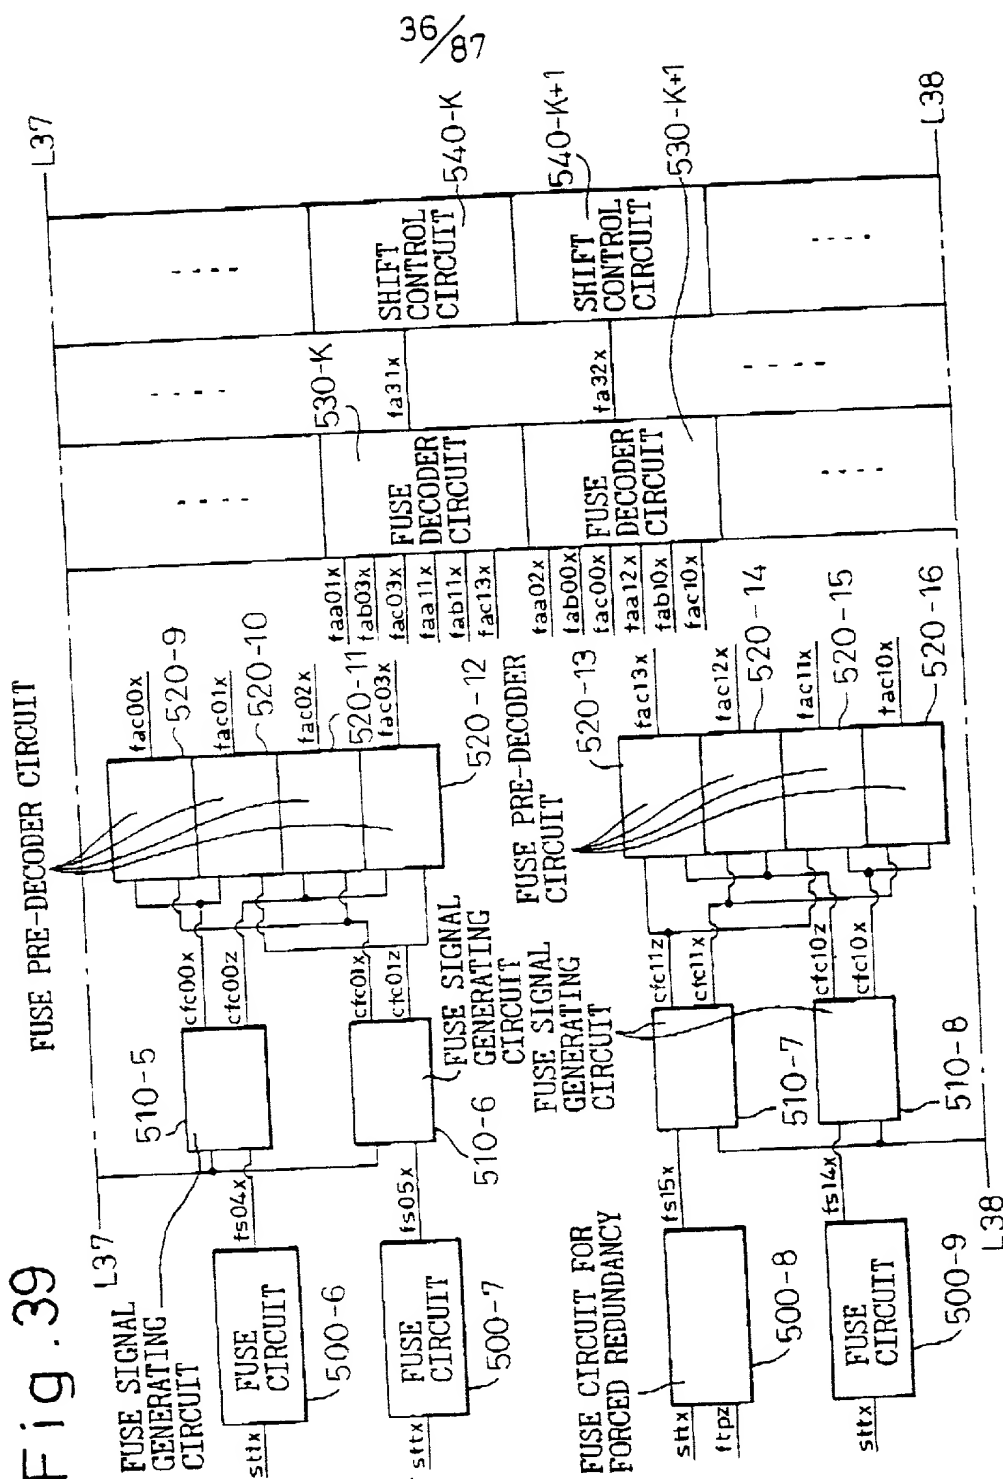 36/87
Fig. 39
FUSE PRE-DECODER CIRCUIT
L37
L37
FUSE SIGNAL
GENERATING
CIRCUIT
510-5
cfc00x
cfc00z
fac00x
520-9
fac01x
520-10
fac02x
520-11
fac03x
520-12
fs04x
FUSE
CIRCUIT
500-6
cfc01x
cfc01z
510-6
FUSE SIGNAL
GENERATING
CIRCUIT
fs05x
sttx
FUSE
CIRCUIT
500-7
faa01x
fab03x
fac03x
faa11x
fab11x
fac13x
530-K
FUSE
DECODER
CIRCUIT
fa31x
SHIFT
CONTROL
CIRCUIT
540-K
faa02x
fab00x
fac00x
faa12x
fab10x
fac10x
FUSE
DECODER
CIRCUIT
530-K+1
fa32x
SHIFT
CONTROL
CIRCUIT
540-K+1
FUSE PRE-DECODER
CIRCUIT
520-13
fac13x
fac12x
520-14
fac11x
520-15
fac10x
520-16
FUSE SIGNAL
GENERATING
CIRCUIT
cfc11z
cfc11x
510-7
cfc10z
cfc10x
510-8
FUSE CIRCUIT FOR
FORCED REDUNDANCY
ftpz
fs15x
500-8
sttx
FUSE
CIRCUIT
fs14x
500-9
L38
L38